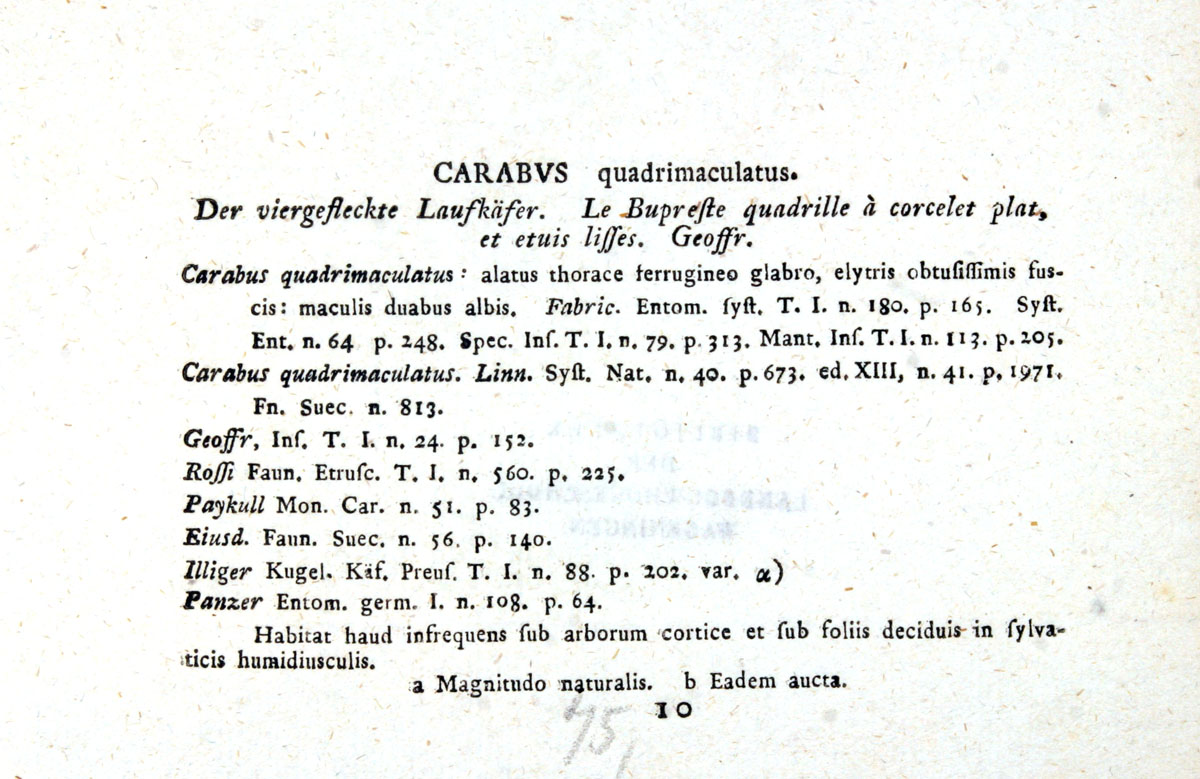 CARABVS quadrimaculatus.
Der viergefleckte Laufkäfer. Le Bupreſte quadrille à corcelet plat,
et etuis liſſes. Geoffr.
Carabus quadrimaculatus: alatus thorace ferrugineo glabro, elytris obtuſiſſimis fus-
cis: maculis duabus albis. Fabric. Entom. ſyſt. T. I. n. 180. p. 165. Syſt.
Ent. n. 64 p. 248. Spec. Inſ. T. I. n. 79. p. 313. Mant. Inſ. T. I. n. 113. p. 205.
Carabus quadrimaculatus. Linn. Syſt. Nat. n. 40. p. 673. ed. XIII, n. 41. p. 1971.
Fn. Suec. n. 813.
Geoffr, Inſ. T. I. n. 24. p. 152.
Roſſi Faun. Etruſc. T. I. n. 560. p. 225.
Paykull Mon. Car. n. 51. p. 83.
Eiusd. Faun. Suec. n. 56. p. 140.
Illiger Kugel. Käf. Preuſ. T. I. n. 88. p. 202. var. α)
Panzer Entom. germ. I. n. 108. p. 64.
Habitat haud infrequens ſub arborum cortice et ſub foliis deciduis in ſylva-
ticis humidiusculis.
a Magnitudo naturalis. b Eadem aucta.
10